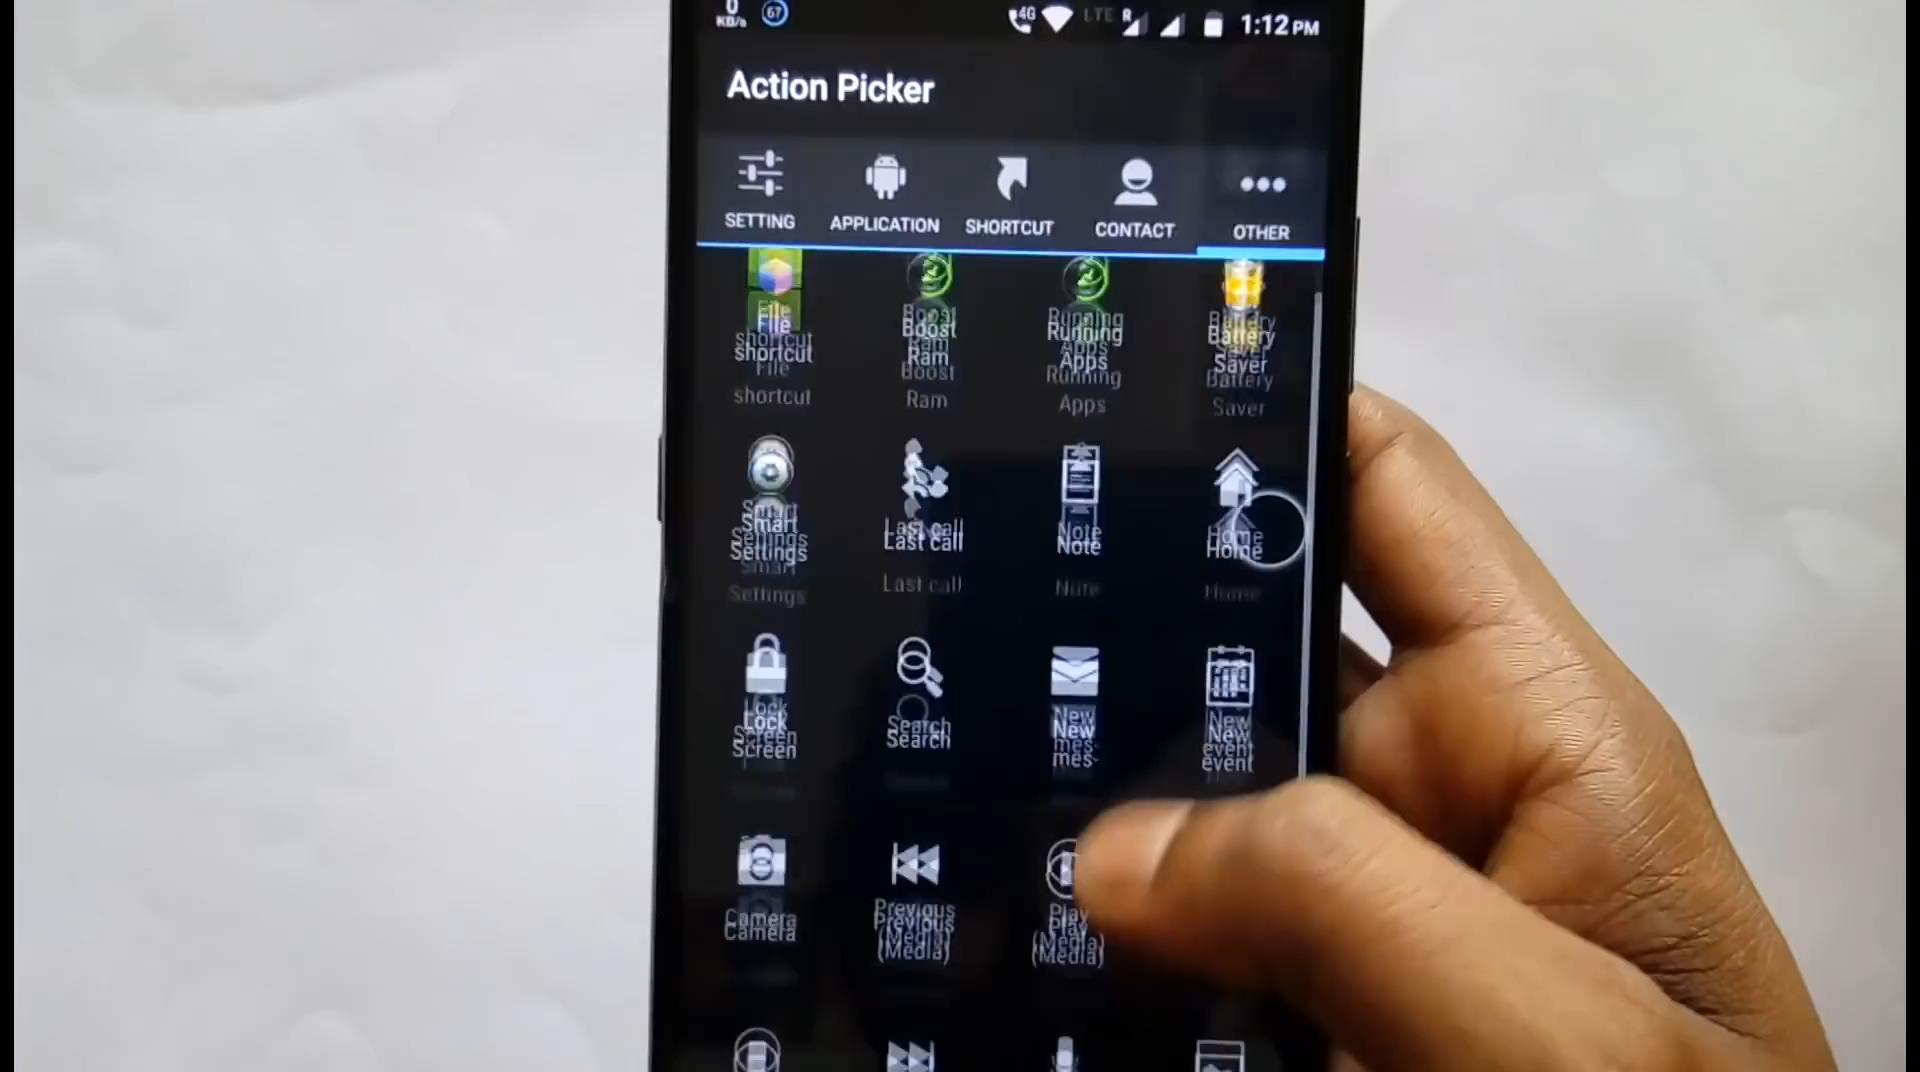 0
KB/s
67
4G
LTE
R
1:12 PM
Action Picker
SETTING
APPLICATION
SHORTCUT
CONTACT
OTHER
File
shortcut
Boost
Ram
Running
Apps
Battery
Saver
Smart
Settings
Last call
Note
Home
Lock
Screen
Search
New
mes-
New
event
Camera
Previous
(Media)
Play
(Media)